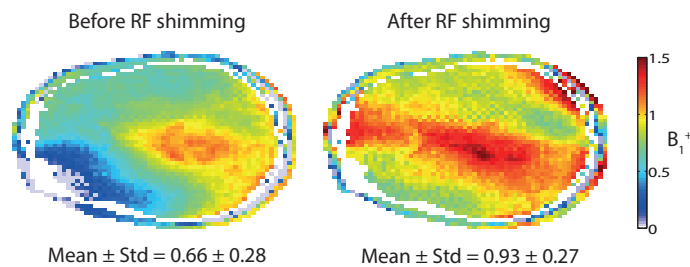 Before RF shimming
After RF shimming
1.5
1
B₁⁺
0.5
0
Mean ± Std = 0.66 ± 0.28
Mean ± Std = 0.93 ± 0.27